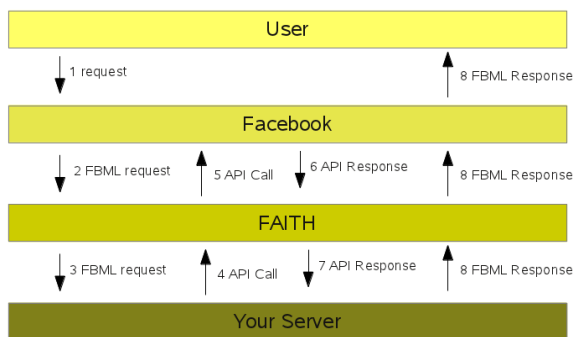 User
1 request
8 FBML Response
Facebook
2 FBML request
5 API Call
6 API Response
8 FBML Response
FAITH
3 FBML request
4 API Call
7 API Response
8 FBML Response
Your Server